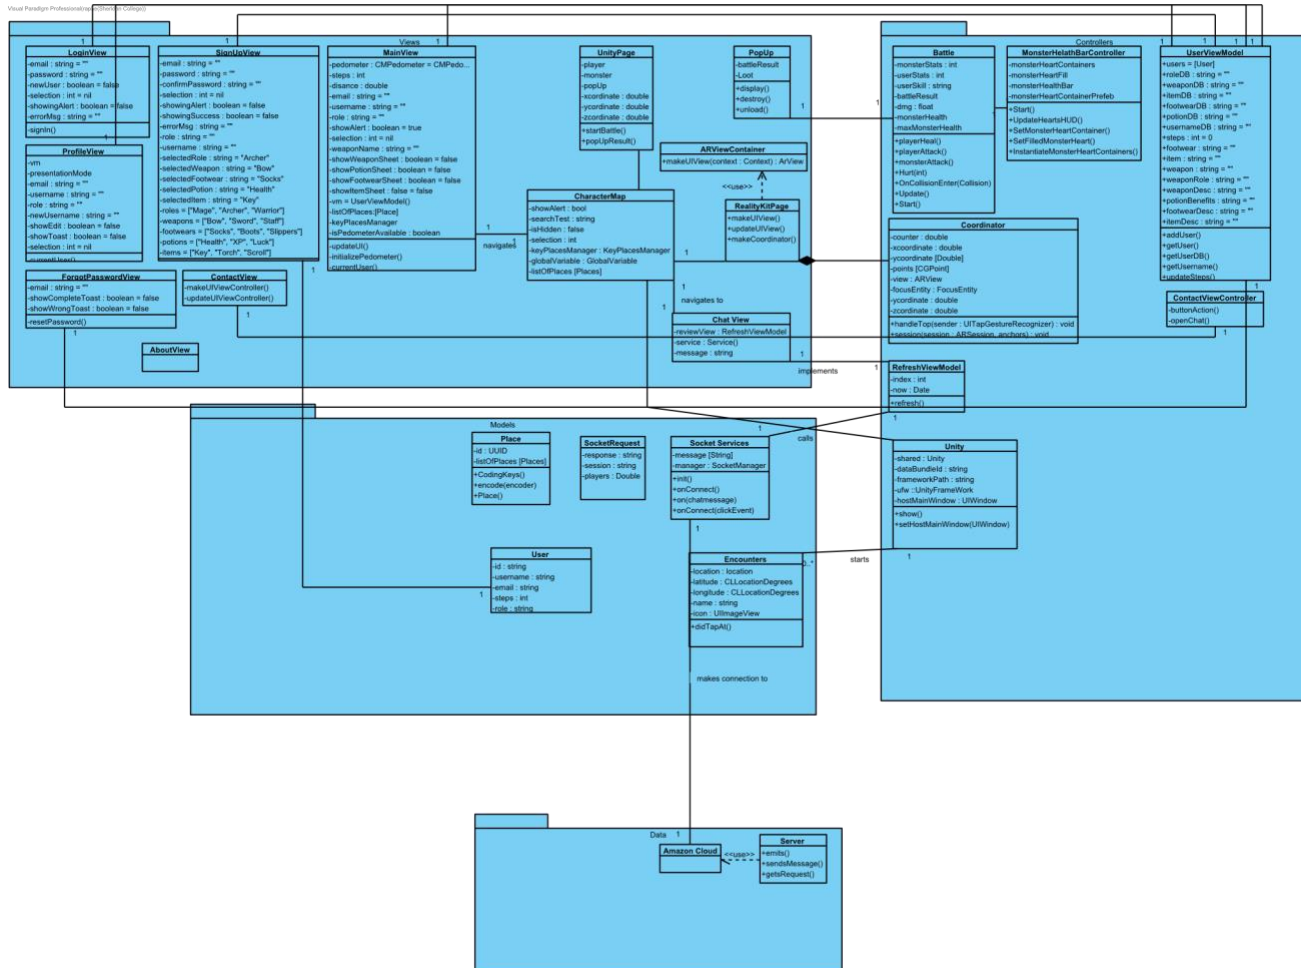 Visual Paradigm Professional(rapp(Sheridan College))
Views
LoginView
-email : string = ""
-password : string = ""
-newUser : boolean = false
-selection : int = nil
-showingAlert : boolean = false
-errorMsg : string = ""
-signIn()
ProfileView
-vm
-presentationMode
-email : string = ""
-username : string = ""
-role : string = ""
-newUsername : string = ""
-showEdit : boolean = false
-showToast : boolean = false
-selection : int = nil
-currentUser()
ForgotPasswordView
-email : string = ""
-showCompleteToast : boolean = false
-showWrongToast : boolean = false
-resetPassword()
SignUpView
-email : string = ""
-password : string = ""
-confirmPassword : string = ""
-selection : int = nil
-showingAlert : boolean = false
-showingSuccess : boolean = false
-errorMsg : string = ""
-role : string = ""
-username : string = ""
-selectedRole : string = "Archer"
-selectedWeapon : string = "Bow"
-selectedFootwear : string = "Socks"
-selectedPotion : string = "Health"
-selectedItem : string = "Key"
-roles = ["Mage", "Archer", "Warrior"]
-weapons = ["Bow", "Sword", "Staff"]
-footwears = ["Socks", "Boots", "Slippers"]
-potions = ["Health", "XP", "Luck"]
-items = ["Key", "Torch", "Scroll"]
ContactView
-makeUIViewController()
-updateUIViewController()
AboutView
MainView
-pedometer : CMPedometer = CMPedo...
-steps : int
-disance : double
-email : string = ""
-username : string = ""
-role : string = ""
-showAlert : boolean = true
-selection : int = nil
-weaponName : string = ""
-showWeaponSheet : boolean = false
-showPotionSheet : boolean = false
-showFootwearSheet : boolean = false
-showItemSheet : false = false
-vm = UserViewModel()
-listOfPlaces:[Place]
-keyPlacesManager
-isPedometerAvailable : boolean
-updateUI()
-initializePedometer()
-currentUser()
UnityPage
-player
-monster
-popUp
-xcordinate : double
-ycordinate : double
-zcordinate : double
+startBattle()
+popUpResult()
PopUp
-battleResult
-Loot
+display()
+destroy()
+unload()
ARViewContainer
+makeUIView(context : Context) : ArView
<<use>>
RealityKitPage
+makeUIView()
+updateUIView()
+makeCoordinator()
CharacterMap
-showAlert : bool
-searchTest : string
-isHidden : false
-selection : int
-keyPlacesManager : KeyPlacesManager
-globalVariable : GlobalVariable
-listOfPlaces [Places]
navigates
navigates to
Chat View
-reviewView : RefreshViewModel
-service : Service()
-message : string
implements
Controllers
Battle
-monsterStats : int
-userStats : int
-userSkill : string
-battleResult
-dmg : float
-monsterHealth
-maxMonsterHealth
+playerHeal()
+playerAttack()
+monsterAttack()
+Hurt(int)
+OnCollisionEnter(Collision)
+Update()
+Start()
MonsterHelathBarController
-monsterHeartContainers
-monsterHeartFill
-monsterHealthBar
-monsterHeartContainerPrefeb
+Start()
+UpdateHeartsHUD()
+SetMonsterHeartContainer()
+SetFilledMonsterHeart()
+InstantiateMonsterHeartContainers()
UserViewModel
+users = [User]
+roleDB : string = ""
+weaponDB : string = ""
+itemDB : string = ""
+footwearDB : string = ""
+potionDB : string = ""
+usernameDB : string = ""
+steps : int = 0
+footwear : string = ""
+item : string = ""
+weapon : string = ""
+weaponRole : string = ""
+weaponDesc : string = ""
+potionBenefits : string = ""
+footwearDesc : string = ""
+itemDesc : string = ""
+addUser()
+getUser()
+getUserDB()
+getUsername()
+updateSteps()
Coordinator
-counter : double
-xcoordinate : double
-ycoordinate [Double]
-points [CGPoint]
-view : ARView
-focusEntity : FocusEntity
-ycordinate : double
-zcordinate : double
+handleTop(sender : UITapGestureRecognizer) : void
+session(session : ARSession, anchors) : void
ContactViewController
-buttonAction()
-openChat()
RefreshViewModel
-index : int
-now : Date
+refresh()
calls
Unity
-shared : Unity
-dataBundleId : string
-frameworkPath : string
-ufw ::UnityFrameWork
-hostMainWindow : UIWindow
+show()
+setHostMainWindow(UIWindow)
starts
Models
Place
-id : UUID
-listOfPlaces [Places]
+CodingKeys()
+encode(encoder)
+Place()
SocketRequest
-response : string
-session : string
-players : Double
Socket Services
-message [String]
-manager : SocketManager
+init()
+onConnect()
+on(chatmessage)
+onConnect(clickEvent)
User
-id : string
-username : string
-email : string
-steps : int
-role : string
Encounters
-location : location
-latitude : CLLocationDegrees
-longitude : CLLocationDegrees
-name : string
-icon : UIImageView
+didTapAt()
0..*
makes connection to
Data
Amazon Cloud
<<use>>
Server
+emits()
+sendsMessage()
+getsRequest()